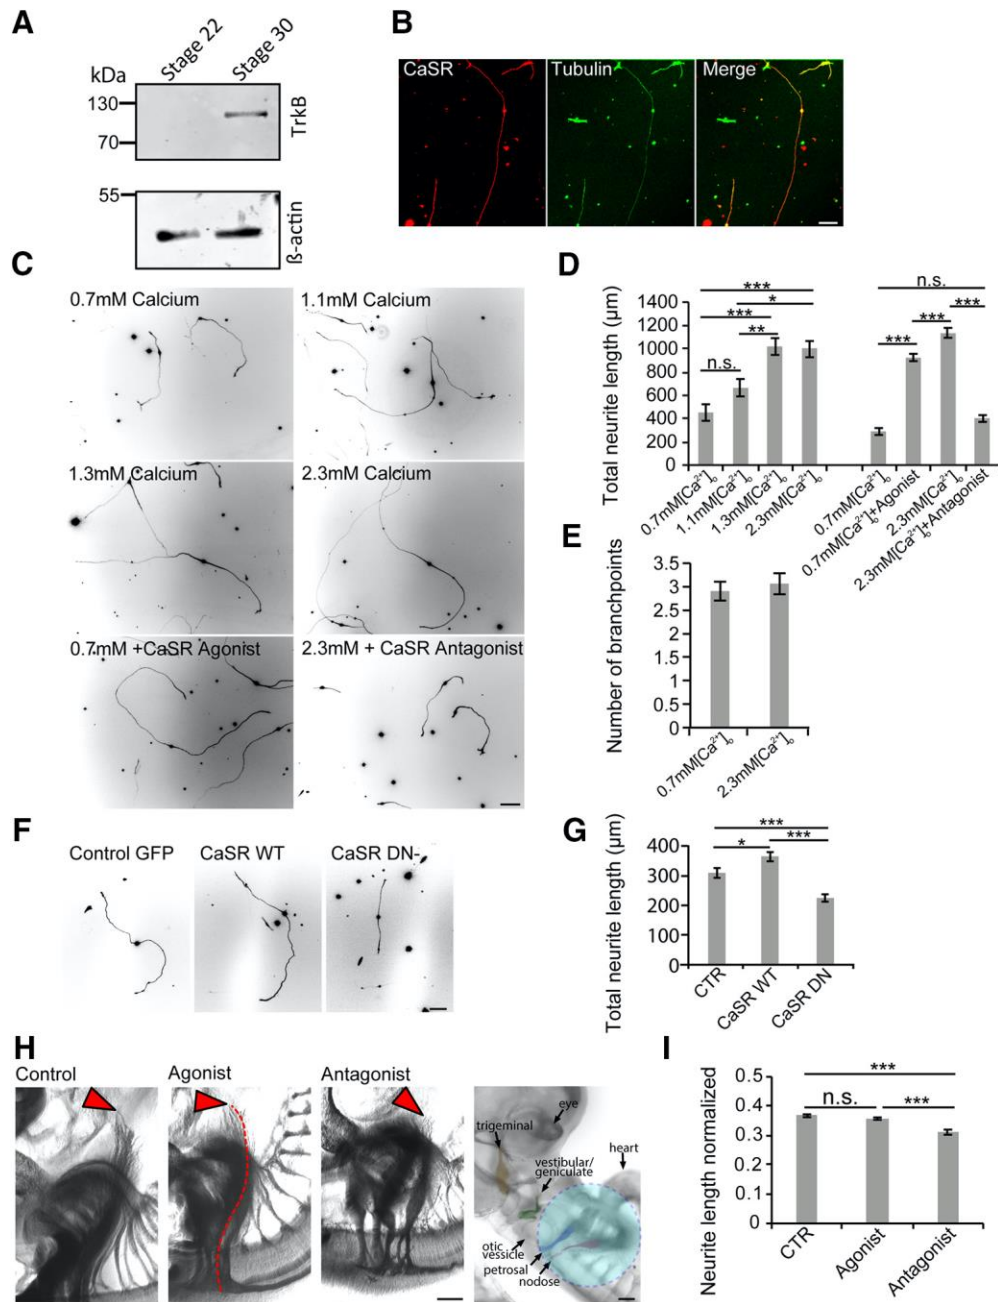 A
Stage 22
Stage 30
kDa
130
70
TrkB
55
ß-actin
B
CaSR
Tubulin
Merge
C
0.7mM Calcium
1.1mM Calcium
1.3mM Calcium
2.3mM Calcium
0.7mM +CaSR Agonist
2.3mM + CaSR Antagonist
D
Total neurite length (µm)
1400
1200
1000
800
600
400
200
0
***
*
***
**
n.s.
n.s.
***
***
***
0.7mM[Ca²⁺]o
1.1mM[Ca²⁺]o
1.3mM[Ca²⁺]o
2.3mM[Ca²⁺]o
0.7mM[Ca²⁺]o
0.7mM[Ca²⁺]o+Agonist
2.3mM[Ca²⁺]o
2.3mM[Ca²⁺]o+Antagonist
E
Number of branchpoints
3.5
3
2.5
2
1.5
1
0.5
0
0.7mM[Ca²⁺]o
2.3mM[Ca²⁺]o
F
Control GFP
CaSR WT
CaSR DN-
G
Total neurite length (µm)
400
300
200
100
0
***
***
*
CTR
CaSR WT
CaSR DN
H
Control
Agonist
Antagonist
eye
trigeminal
heart
vestibular/
geniculate
otic
vessicle
petrosal
nodose
I
Neurite length normalized
0.5
0.4
0.3
0.2
0.1
0
***
n.s.
***
CTR
Agonist
Antagonist